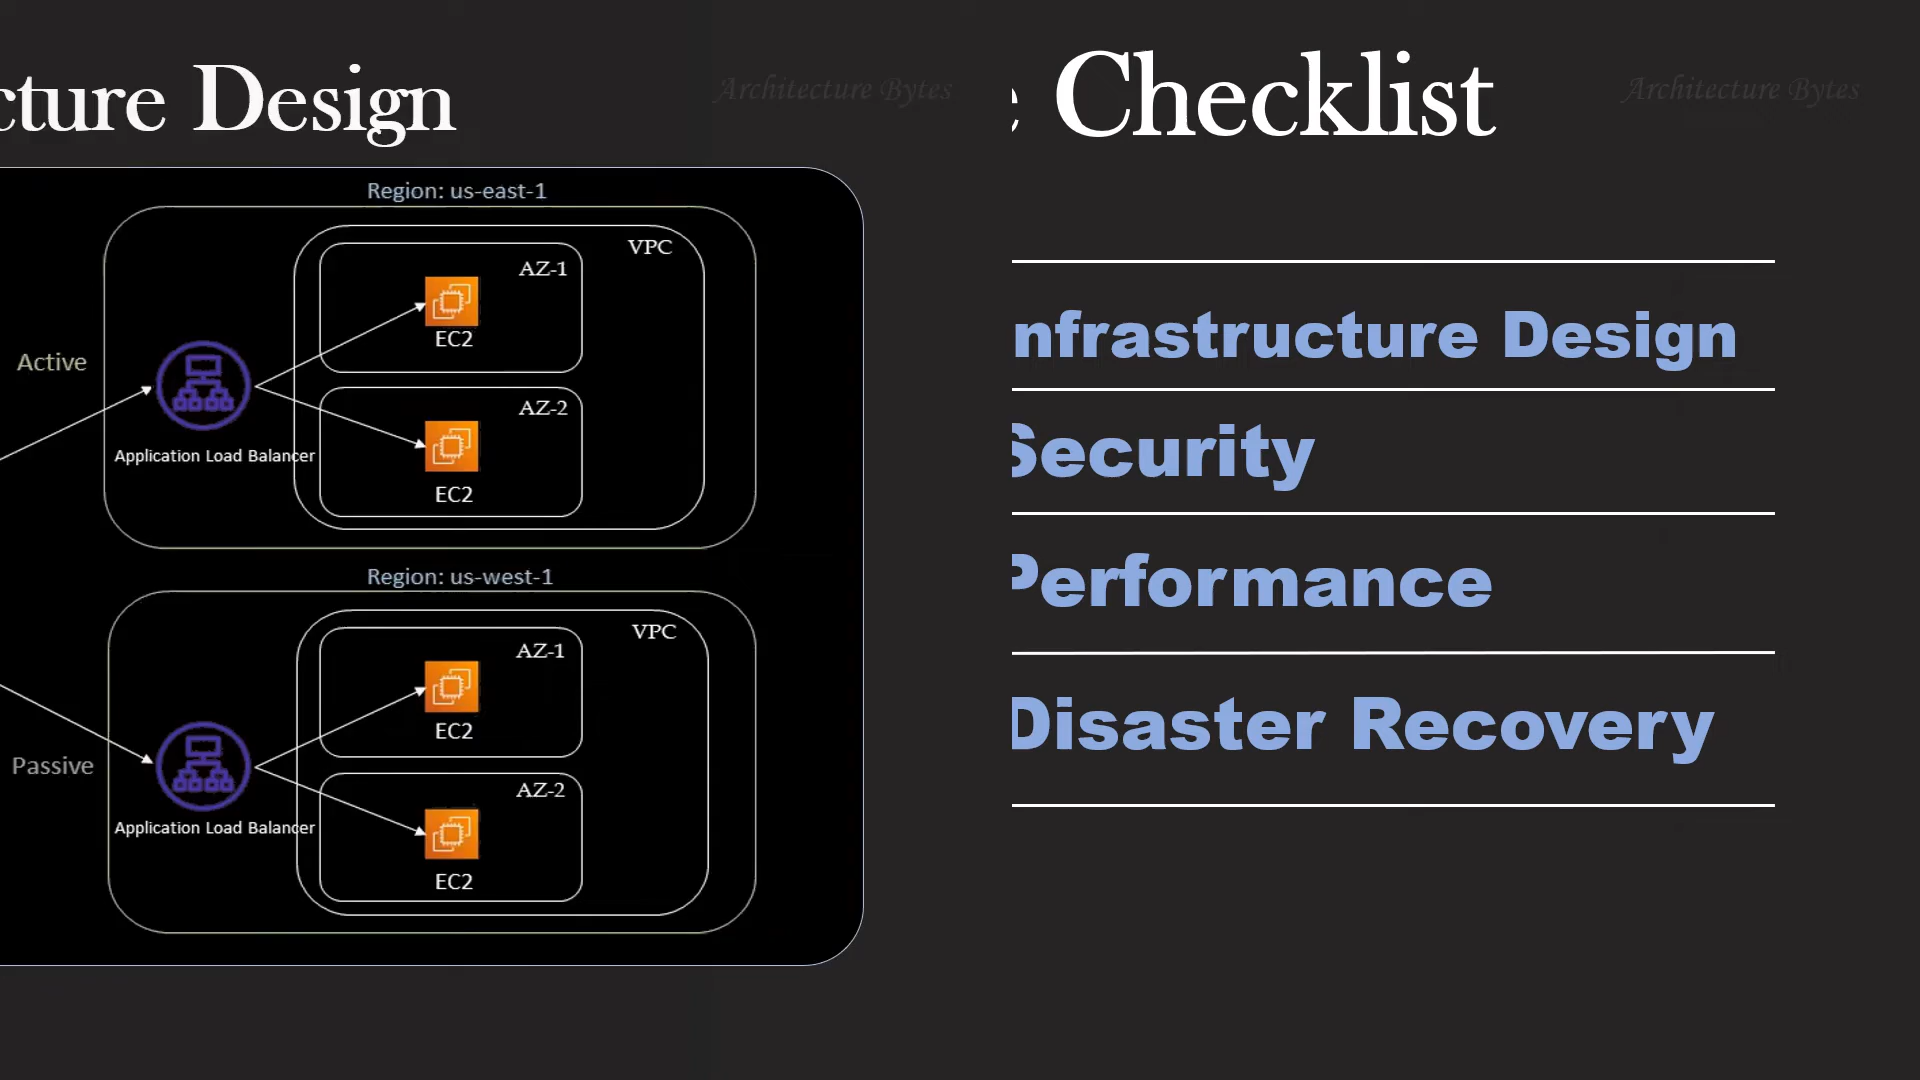 cture Design
Architecture Bytes
Region: us-east-1
VPC
AZ-1
EC2
Active
AZ-2
Application Load Balancer
EC2
Region: us-west-1
VPC
AZ-1
EC2
Passive
AZ-2
Application Load Balancer
EC2
e Checklist
Architecture Bytes
nfrastructure Design
Security
Performance
Disaster Recovery